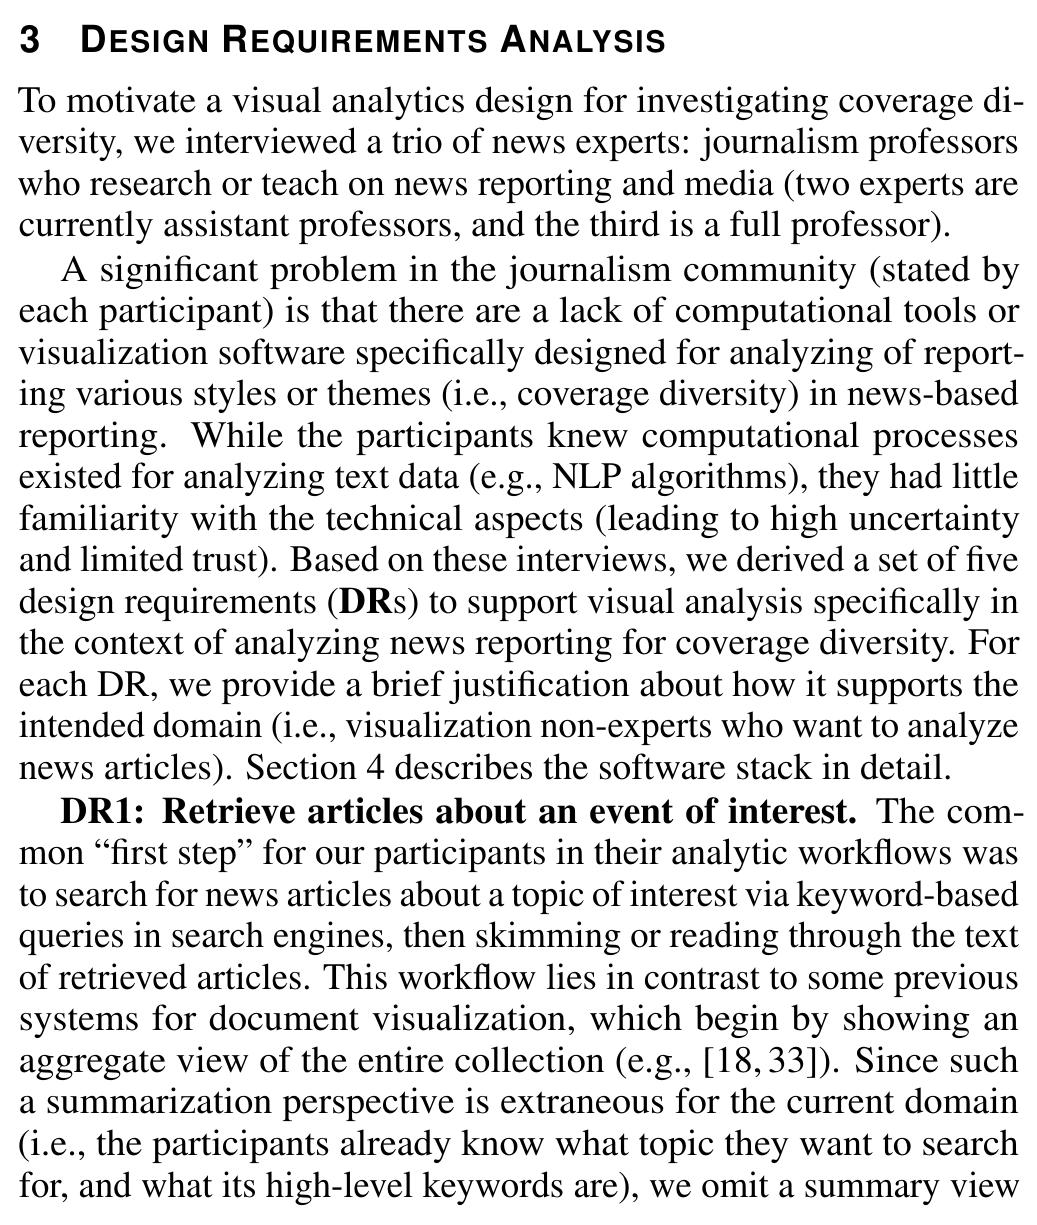 3 DESIGN REQUIREMENTS ANALYSIS
To motivate a visual analytics design for investigating coverage di-
versity, we interviewed a trio of news experts: journalism professors
who research or teach on news reporting and media (two experts are
currently assistant professors, and the third is a full professor).
A significant problem in the journalism community (stated by
each participant) is that there are a lack of computational tools or
visualization software specifically designed for analyzing of report-
ing various styles or themes (i.e., coverage diversity) in news-based
reporting. While the participants knew computational processes
existed for analyzing text data (e.g., NLP algorithms), they had little
familiarity with the technical aspects (leading to high uncertainty
and limited trust). Based on these interviews, we derived a set of five
design requirements (DRs) to support visual analysis specifically in
the context of analyzing news reporting for coverage diversity. For
each DR, we provide a brief justification about how it supports the
intended domain (i.e., visualization non-experts who want to analyze
news articles). Section 4 describes the software stack in detail.
DR1: Retrieve articles about an event of interest. The com-
mon “first step” for our participants in their analytic workflows was
to search for news articles about a topic of interest via keyword-based
queries in search engines, then skimming or reading through the text
of retrieved articles. This workflow lies in contrast to some previous
systems for document visualization, which begin by showing an
aggregate view of the entire collection (e.g., [18, 33]). Since such
a summarization perspective is extraneous for the current domain
(i.e., the participants already know what topic they want to search
for, and what its high-level keywords are), we omit a summary view